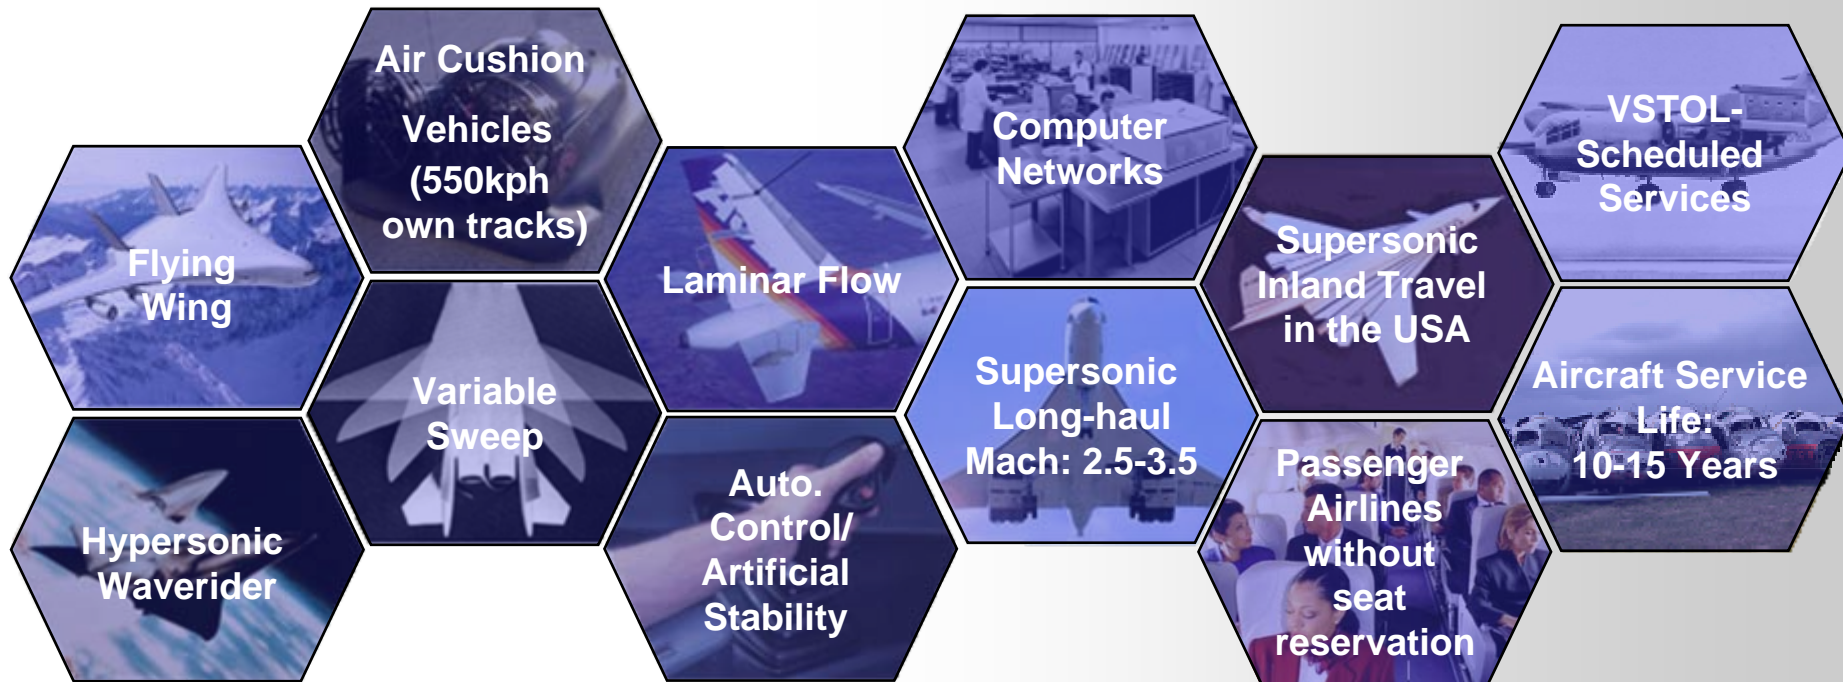 Flying
Wing
Hypersonic
Waverider
Air Cushion
Vehicles
(550kph
own tracks)
Variable
Sweep
Laminar Flow
Auto.
Control/
Artificial
Stability
Computer
Networks
Supersonic
Long-haul
Mach: 2.5-3.5
Supersonic
Inland Travel
in the USA
Passenger
Airlines
without
seat
reservation
VSTOL-
Scheduled
Services
Aircraft Service
Life:
10-15 Years